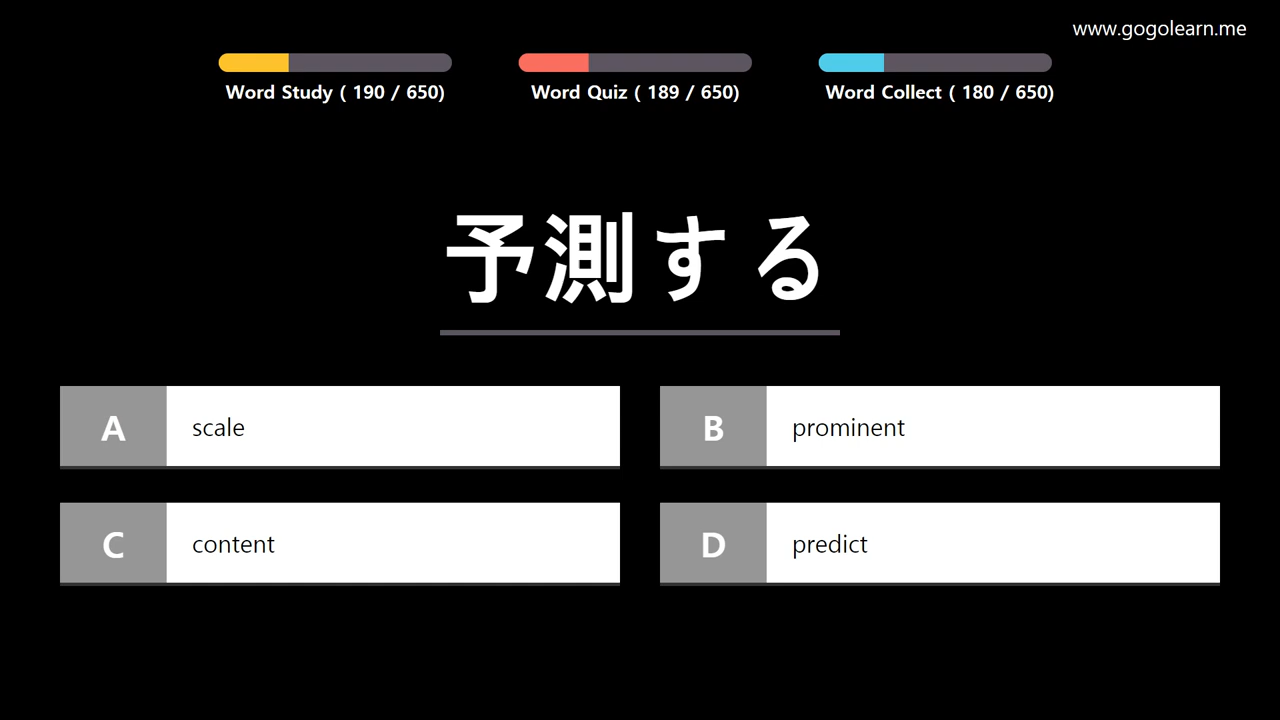 www.gogolearn.me
Word Study ( 190 / 650)
Word Quiz ( 189 / 650)
Word Collect ( 180 / 650)
予測する
A scale
B prominent
C content
D predict